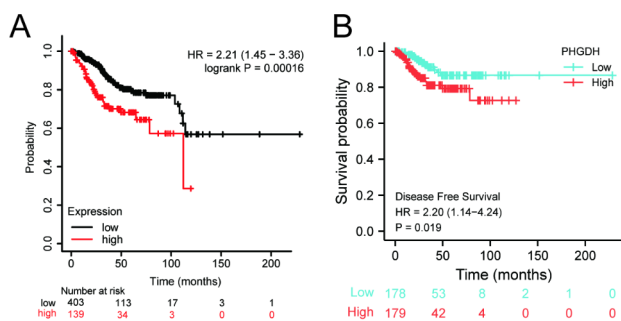 A
HR = 2.21 (1.45 − 3.36)
logrank P = 0.00016
Probability
1.0
0.8
0.6
0.4
0.2
0.0
Expression
low
high
0 50 100 150 200
Time (months)
Number at risk
low 403 113 17 3 1
high 139 34 3 0 0
B
PHGDH
Low
High
Survival probability
1.0
0.8
0.6
0.4
0.2
0.0
Disease Free Survival
HR = 2.20 (1.14−4.24)
P = 0.019
0 50 100 150 200
Time (months)
Low 178 53 8 2 1 0
High 179 42 4 0 0 0